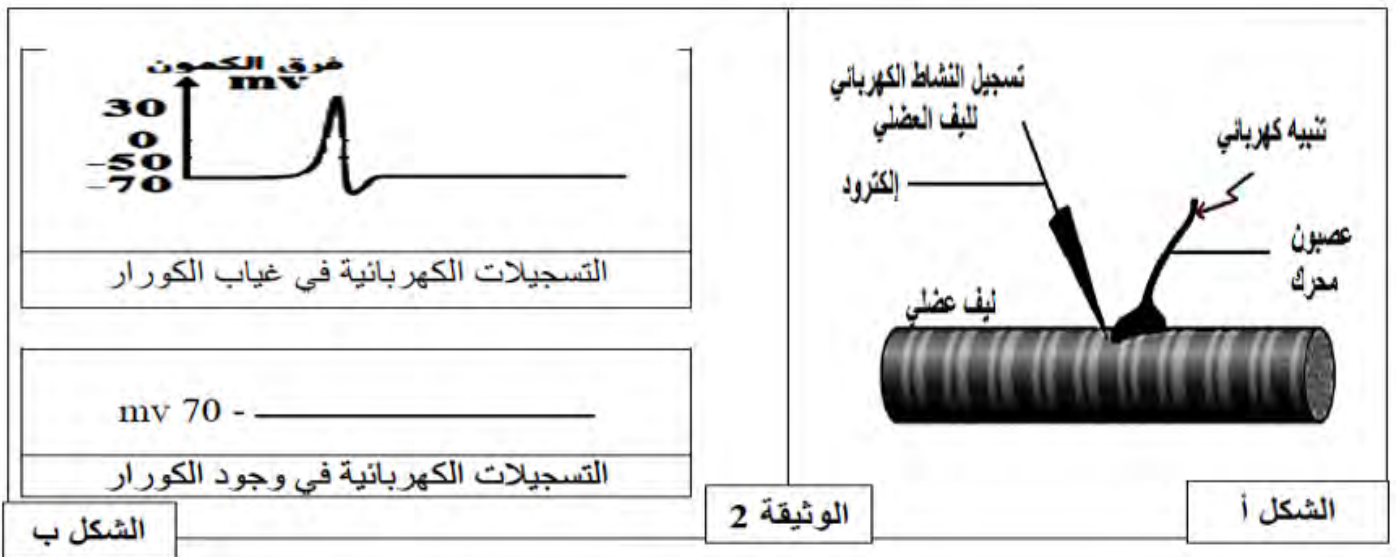 تسجيل النشاط الكهربائي
لليف العضلي
تنبيه كهربائي
إلكترود
عصبون
محرك
ليف عضلي
الشكل أ
فرق الكمون
mv
30
0
-50
-70
التسجيلات الكهربائية في غياب الكورار
mv 70 -
التسجيلات الكهربائية في وجود الكورار
الشكل ب
الوثيقة 2